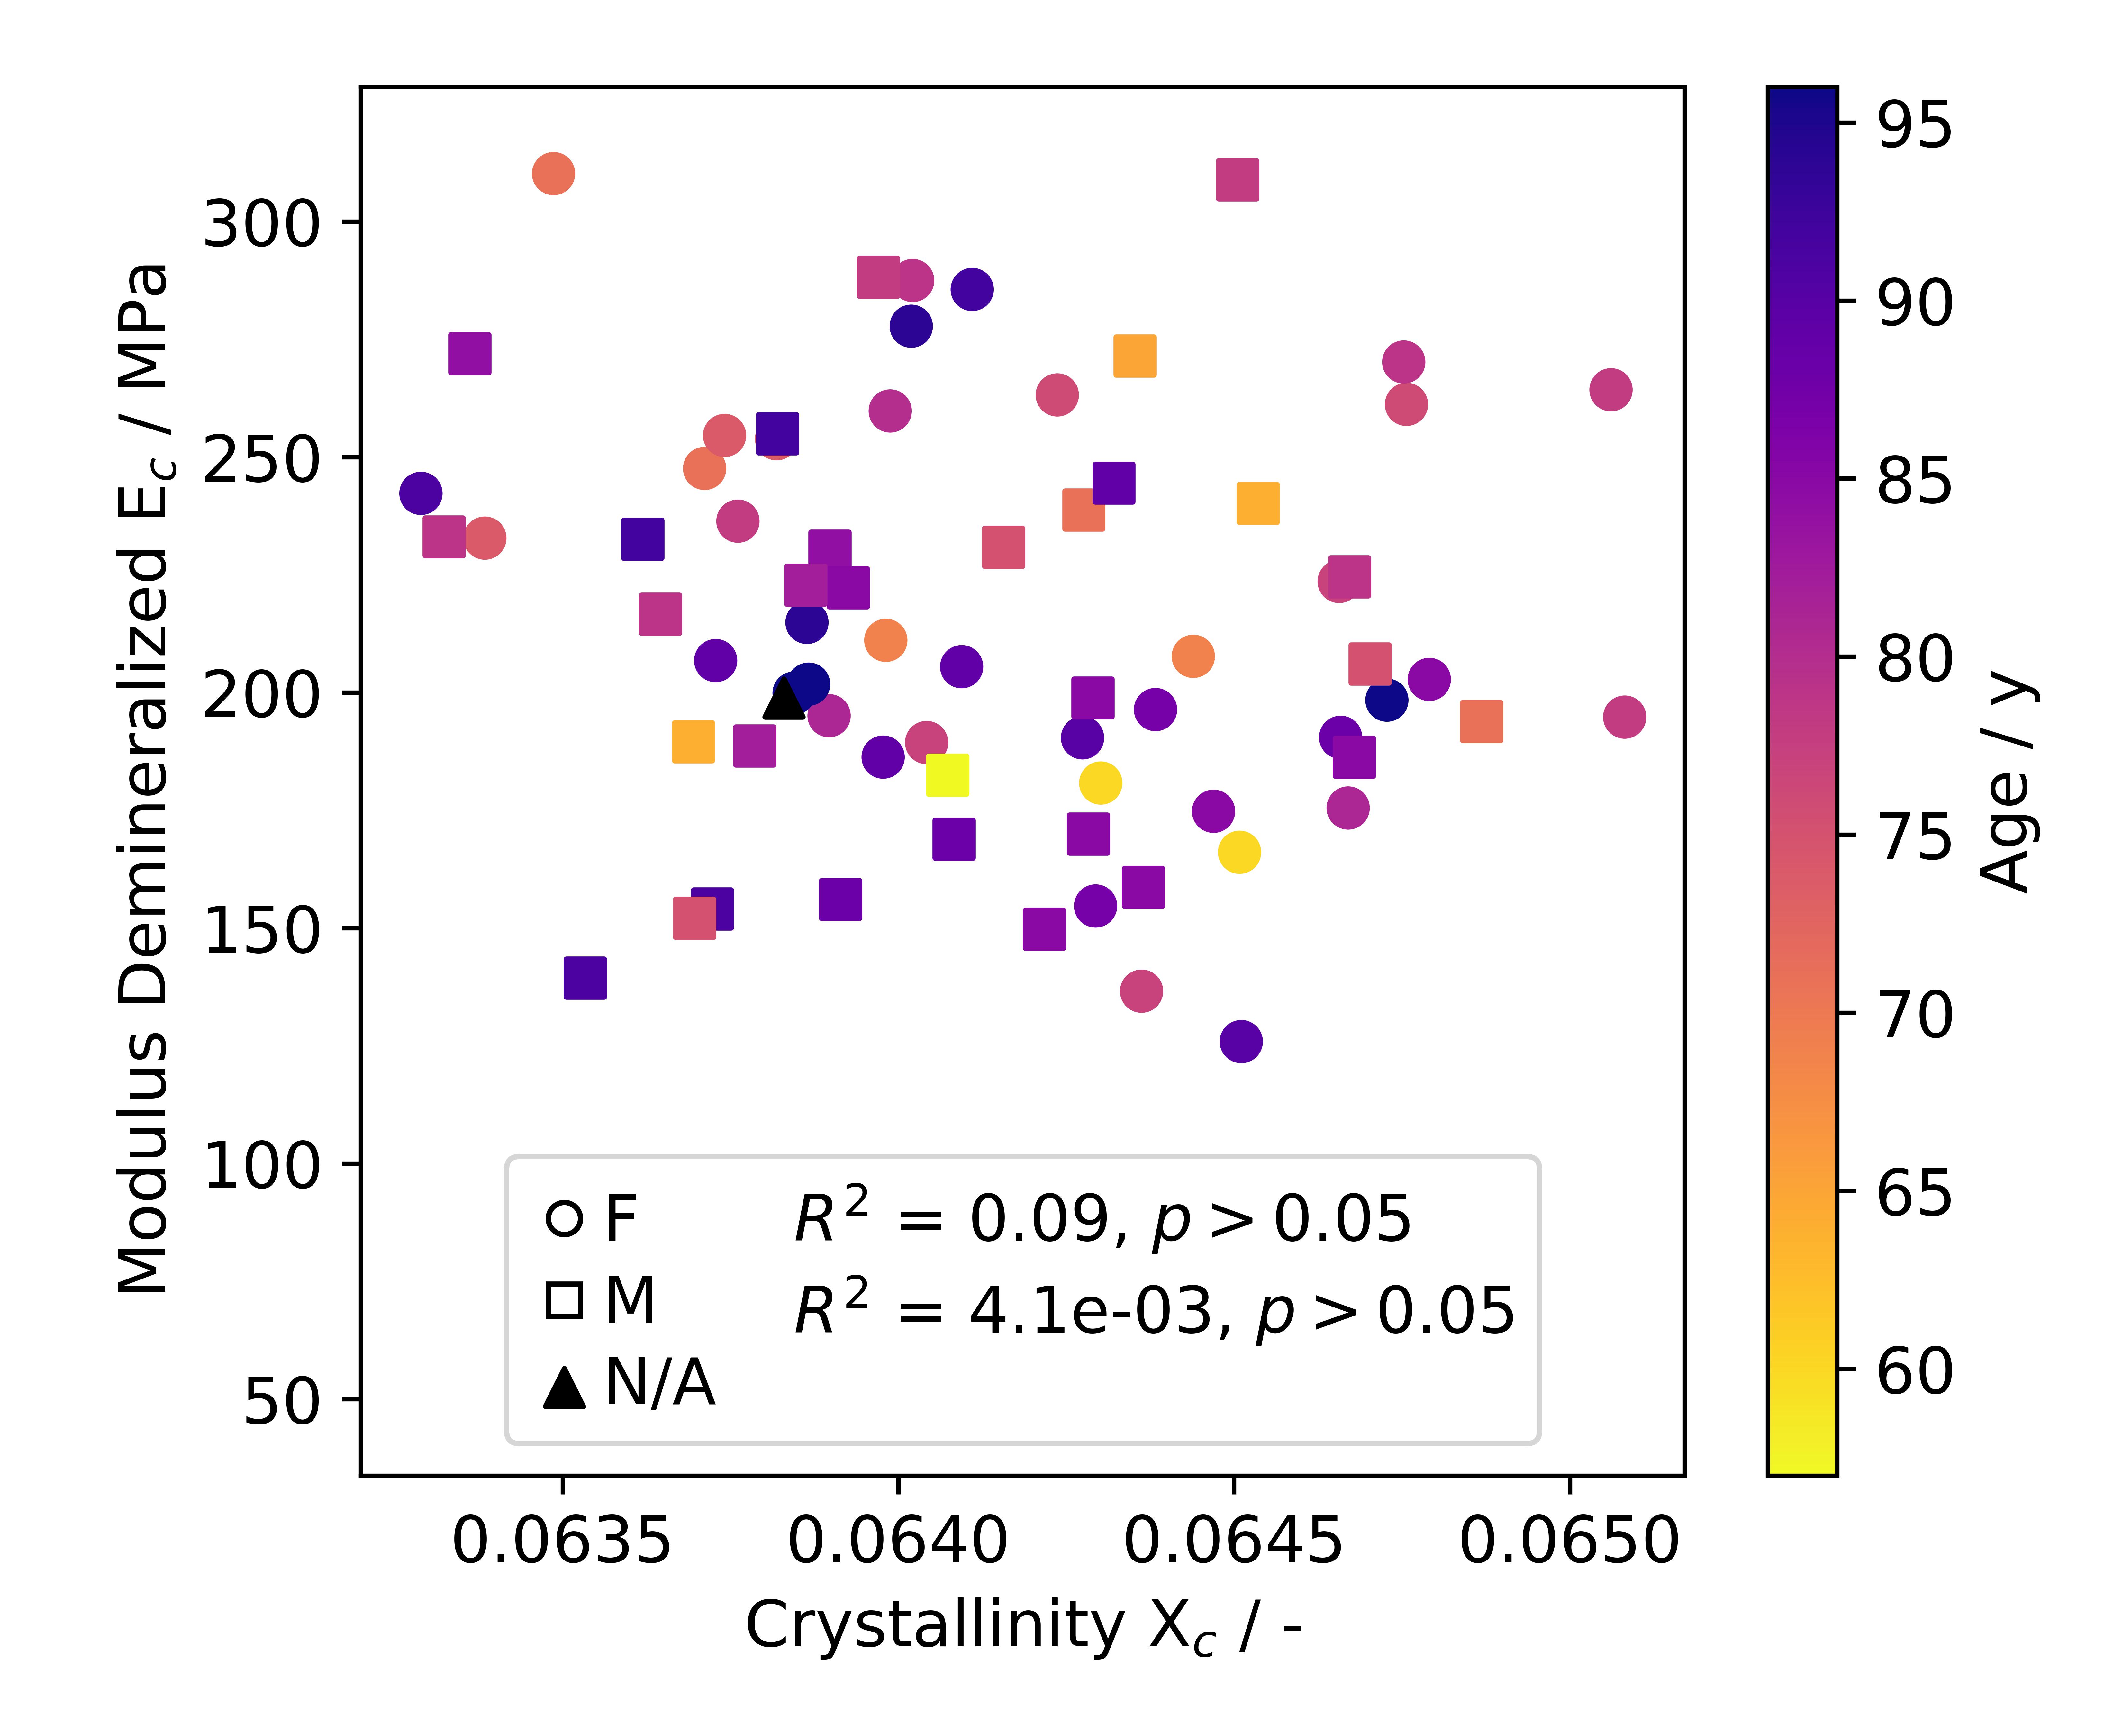 Modulus Demineralized E_c / MPa
300
250
200
150
100
50
F R² = 0.09, p > 0.05
M R² = 4.1e-03, p > 0.05
N/A
0.0635 0.0640 0.0645 0.0650
Crystallinity X_c / -
95
90
85
80
75
70
65
60
Age / y